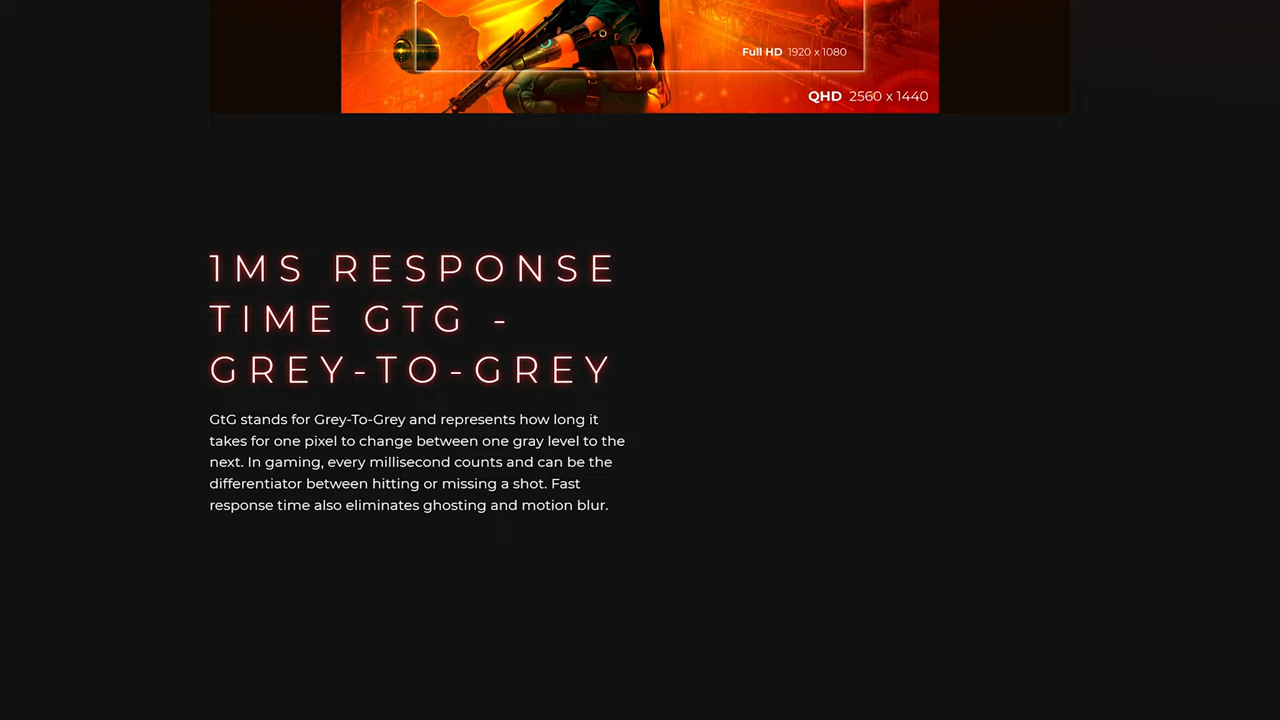 Full HD 1920 x 1080
QHD 2560 x 1440
1MS RESPONSE
TIME GTG -
GREY-TO-GREY
GtG stands for Grey-To-Grey and represents how long it
takes for one pixel to change between one gray level to the
next. In gaming, every millisecond counts and can be the
differentiator between hitting or missing a shot. Fast
response time also eliminates ghosting and motion blur.